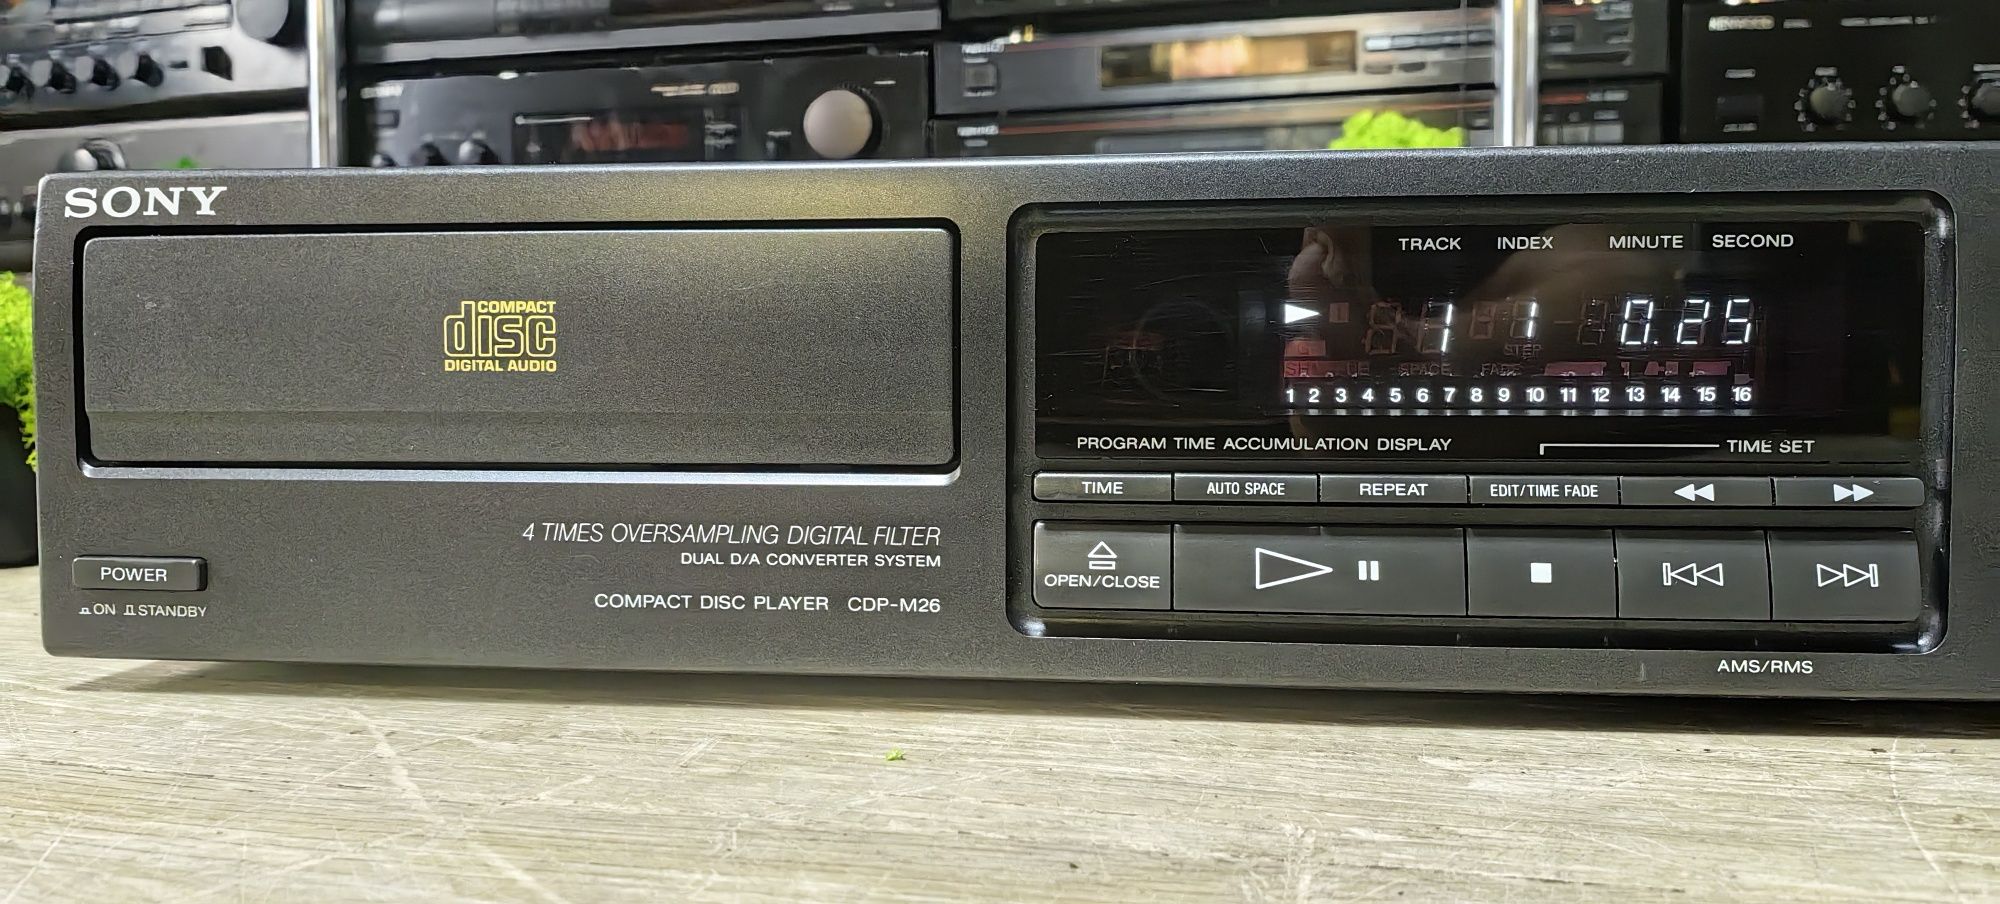 SONY
COMPACT
disc
DIGITAL AUDIO
4 TIMES OVERSAMPLING DIGITAL FILTER
DUAL D/A CONVERTER SYSTEM
COMPACT DISC PLAYER CDP-M26
POWER
ON STANDBY
TRACK INDEX MINUTE SECOND
1 1 0.25
STEP
SPACE FADE
1 2 3 4 5 6 7 8 9 10 11 12 13 14 15 16
PROGRAM TIME ACCUMULATION DISPLAY TIME SET
TIME AUTO SPACE REPEAT EDIT/TIME FADE
OPEN/CLOSE
AMS/RMS